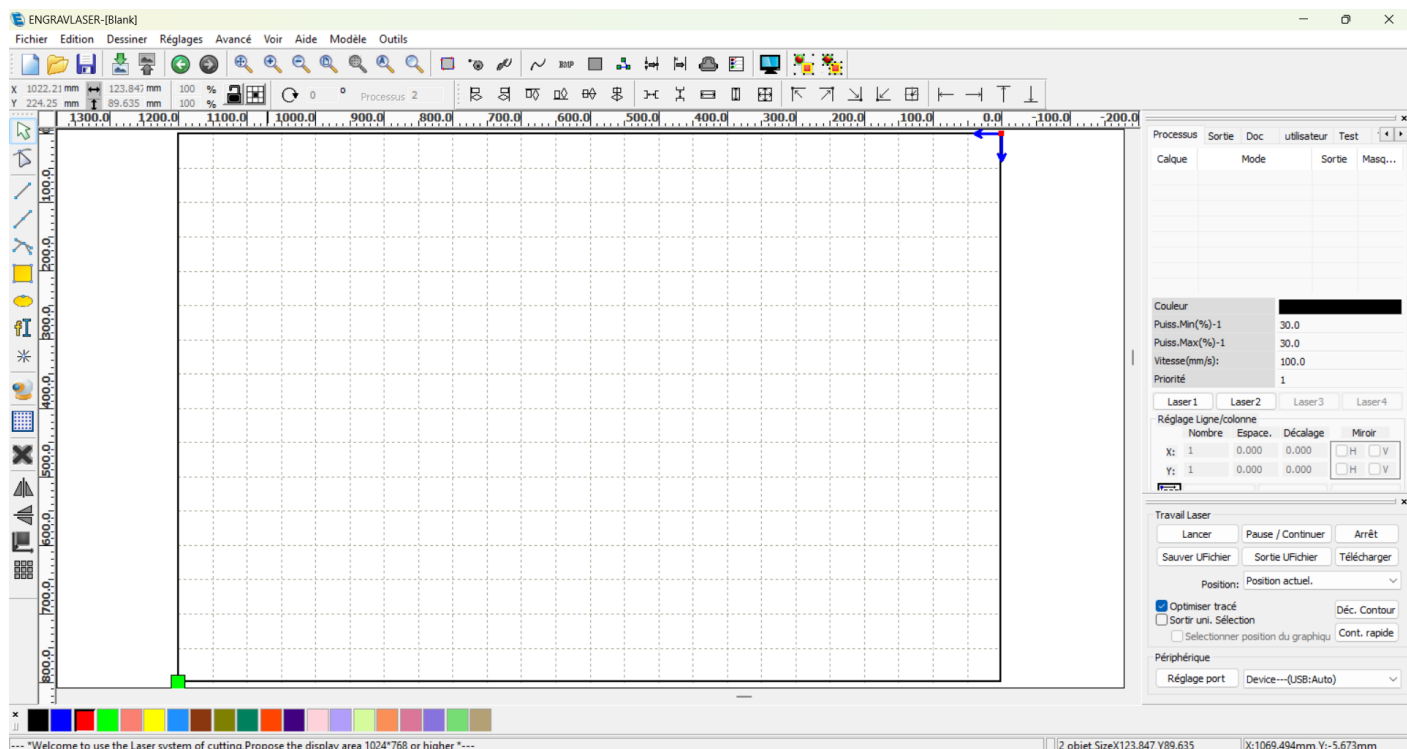 ENGRAVLASER-[Blank]
Fichier Edition Dessiner Réglages Avancé Voir Aide Modèle Outils
BMP
X 1022.21 mm 123.847 mm 100 %
Y 224.25 mm 89.635 mm 100 %
0 ° Processus 2
1300.0 1200.0 1100.0 1000.0 900.0 800.0 700.0 600.0 500.0 400.0 300.0 200.0 100.0 0.0 -100.0 -200.0
100.0
200.0
300.0
400.0
500.0
600.0
700.0
800.0
Processus Sortie Doc utilisateur Test
Calque Mode Sortie Masq...
Couleur
Puiss.Min(%)-1 30.0
Puiss.Max(%)-1 30.0
Vitesse(mm/s): 100.0
Priorité 1
Laser1 Laser2 Laser3 Laser4
Réglage Ligne/colonne
Nombre Espace. Décalage Miroir
X: 1 0.000 0.000 H V
Y: 1 0.000 0.000 H V
Travail Laser
Lancer Pause / Continuer Arrêt
Sauver UFichier Sortie UFichier Télécharger
Position: Position actuel.
Optimiser tracé
Sortir uni. Sélection
Déc. Contour
Selectionner position du graphiqu
Cont. rapide
Périphérique
Réglage port Device---(USB:Auto)
--- *Welcome to use the Laser system of cutting Propose the display area 1024*768 or higher *---
2 objet SizeX123.847,Y89.635 X:1069.494mm,Y:-5.673mm